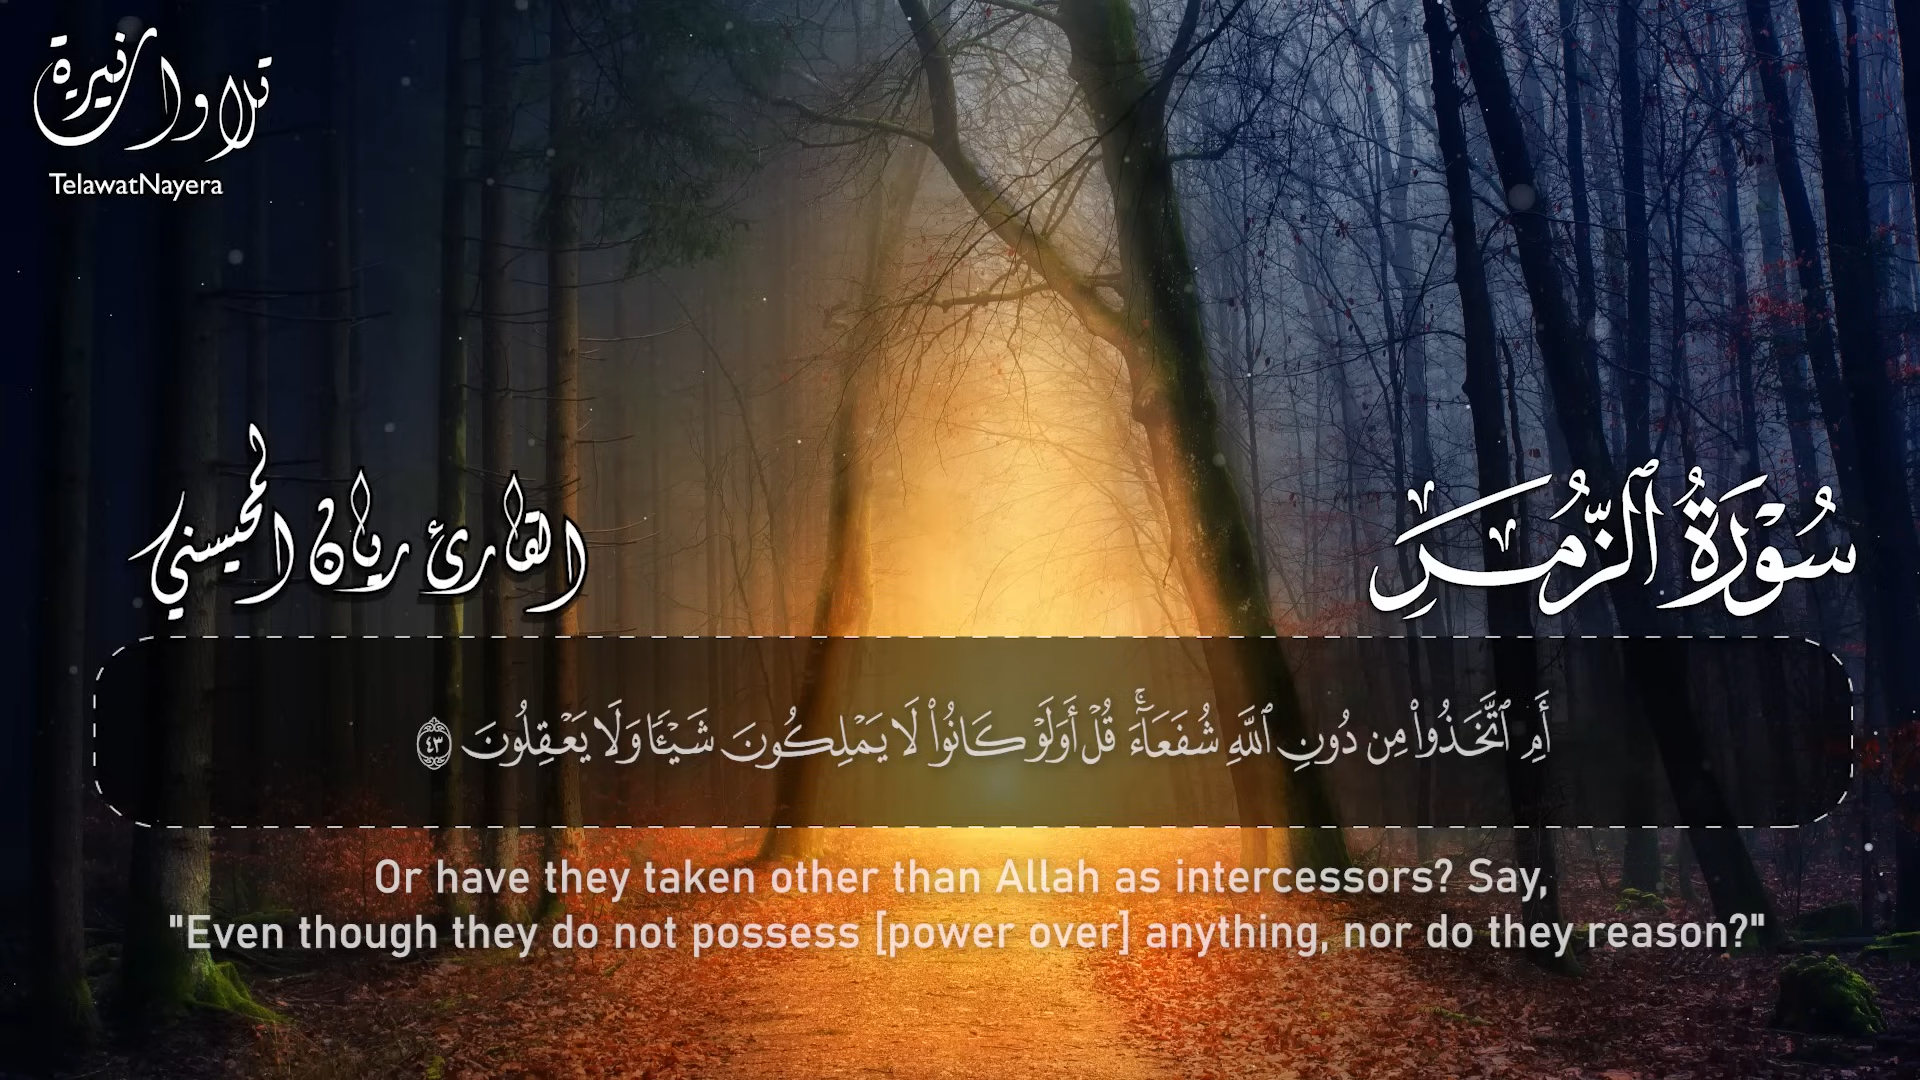 تلاوات نيرة
TelawatNayera
سُورَةُ ٱلزُّمَرِ
القارئ ريان المحيسني
أَمِ ٱتَّخَذُواْ مِن دُونِ ٱللَّهِ شُفَعَآءَۚ قُلۡ أَوَلَوۡ كَانُواْ لَا يَمۡلِكُونَ شَيۡـٔٗا وَلَا يَعۡقِلُونَ ٤٣
Or have they taken other than Allah as intercessors? Say,
"Even though they do not possess [power over] anything, nor do they reason?"